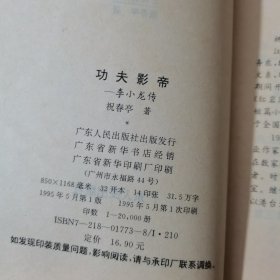 功夫影帝
—李小龙传
祝春亭 著
*
广东人民出版社出版发行
广东省新华书店经销
广东省新华印刷厂印刷
(广州市永福路44号)
850×1168毫米 32开本 14印张 31.5万字
1995年5月第1版 1995年5月第1次印刷
印数 1—20,000册
ISBN7-218-01773-8/I·210
定价 16.90元
如发现印装质量问题,影响阅读,请与承印厂联系调换。